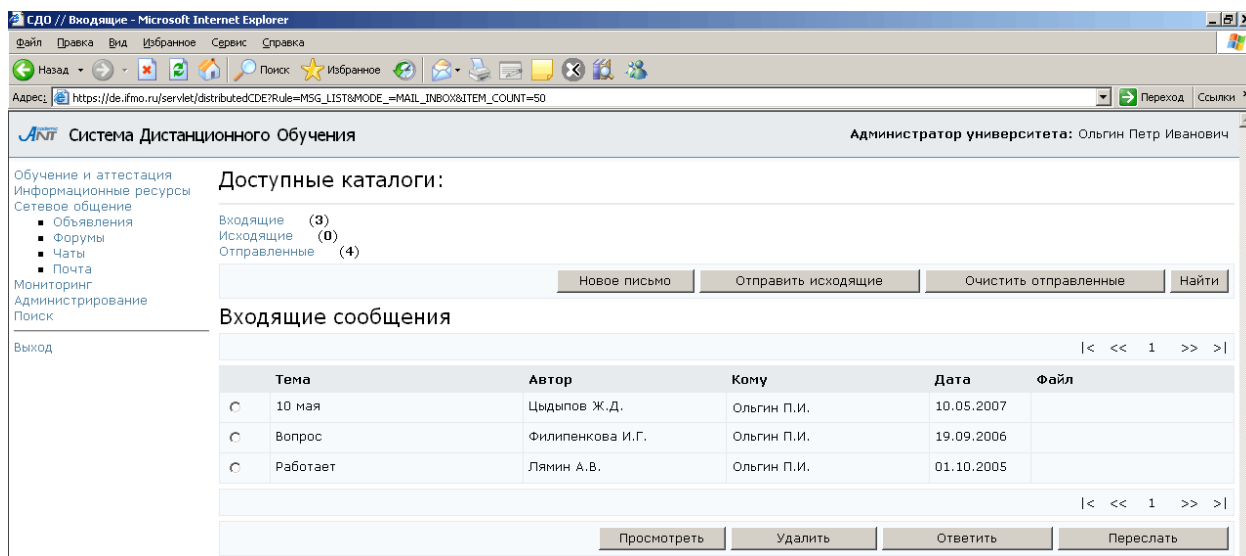 СДО // Входящие - Microsoft Internet Explorer
Файл Правка Вид Избранное Сервис Справка
Назад Поиск Избранное
Адрес: https://de.ifmo.ru/servlet/distributedCDE?Rule=MSG_LIST&MODE_=MAIL_INBOX&ITEM_COUNT=50 Переход Ссылки
Academic ANT Система Дистанционного Обучения Администратор университета: Ольгин Петр Иванович
Обучение и аттестация
Информационные ресурсы
Сетевое общение
Объявления
Форумы
Чаты
Почта
Мониторинг
Администрирование
Поиск
Выход
Доступные каталоги:
Входящие (3)
Исходящие (0)
Отправленные (4)
Новое письмо Отправить исходящие Очистить отправленные Найти
Входящие сообщения
|< << 1 >> >|
Тема Автор Кому Дата Файл
10 мая Цыдыпов Ж.Д. Ольгин П.И. 10.05.2007
Вопрос Филипенкова И.Г. Ольгин П.И. 19.09.2006
Работает Лямин А.В. Ольгин П.И. 01.10.2005
|< << 1 >> >|
Просмотреть Удалить Ответить Переслать